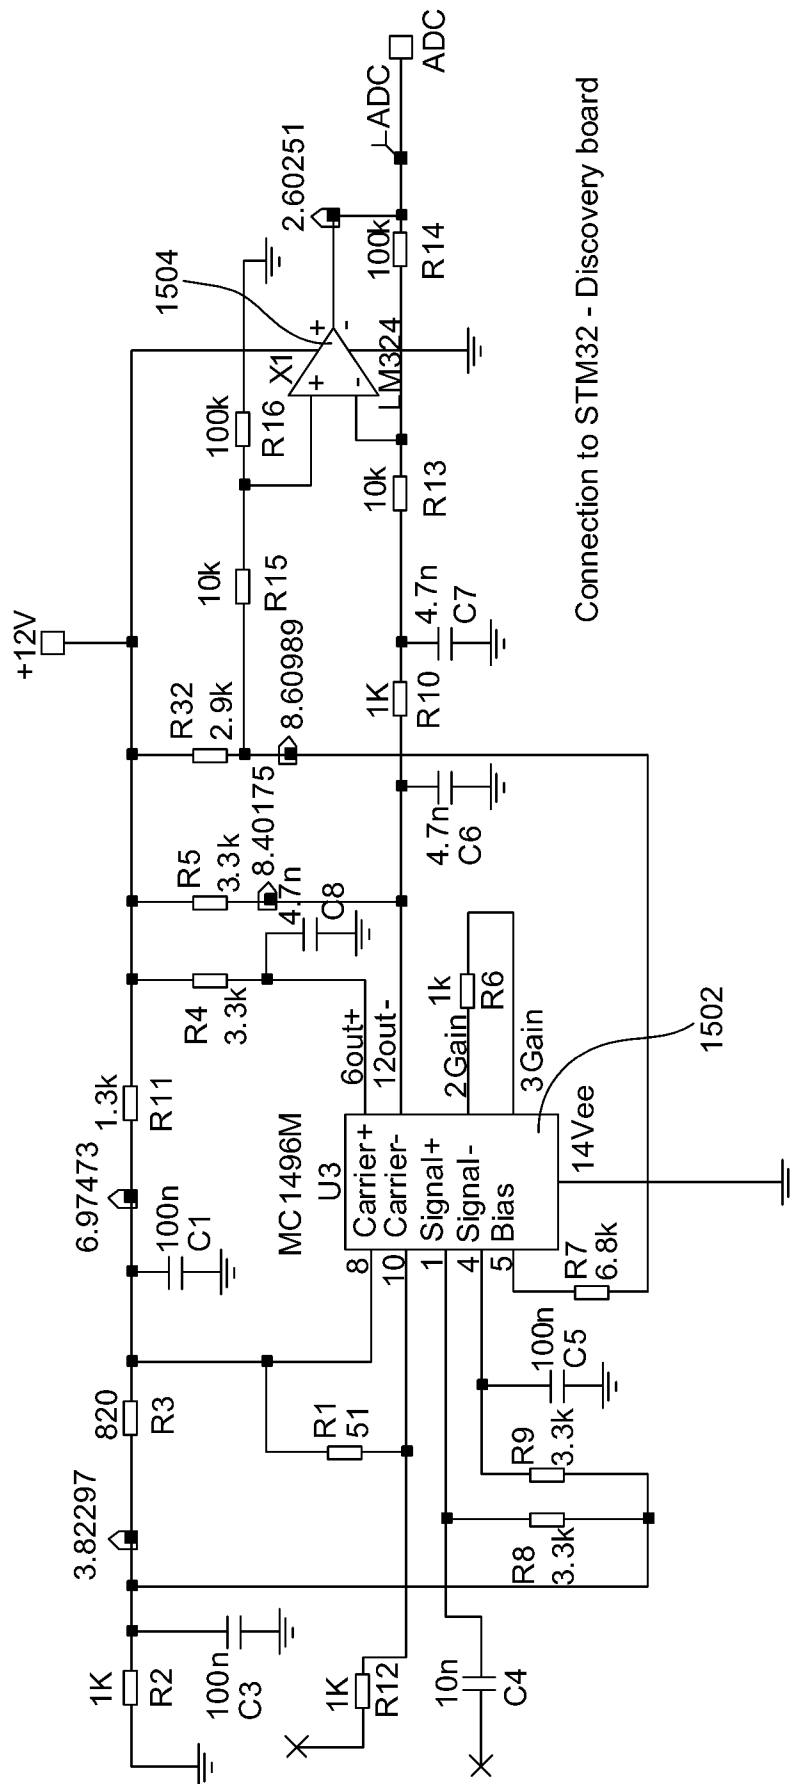 +12V
3.82297
6.97473
8.40175
8.60989
1504
2.60251
ADC
ADC
1K
R2
100n
C3
820
R3
100n
C1
1.3k
R11
R4
3.3k
R5
3.3k
4.7n
C8
R32
2.9k
10k
R15
100k
R16
X1
+
-
+
-
LM324
100k
R14
10k
R13
1K
R10
4.7n
C7
4.7n
C6
R1
51
1K
R12
10n
C4
R8
3.3k
R9
3.3k
100n
C5
R7
6.8k
MC1496M
U3
8
Carrier+
6out+
10
Carrier-
12out-
1
Signal+
4
Signal-
2Gain
5
Bias
3Gain
14Vee
1k
R6
1502
Connection to STM32 - Discovery board